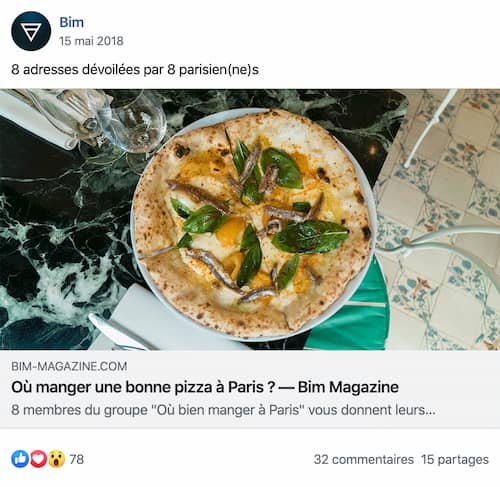 Bim
15 mai 2018
8 adresses dévoilées par 8 parisien(ne)s
BIM-MAGAZINE.COM
Où manger une bonne pizza à Paris ? — Bim Magazine
8 membres du groupe "Où bien manger à Paris" vous donnent leurs...
78
32 commentaires 15 partages